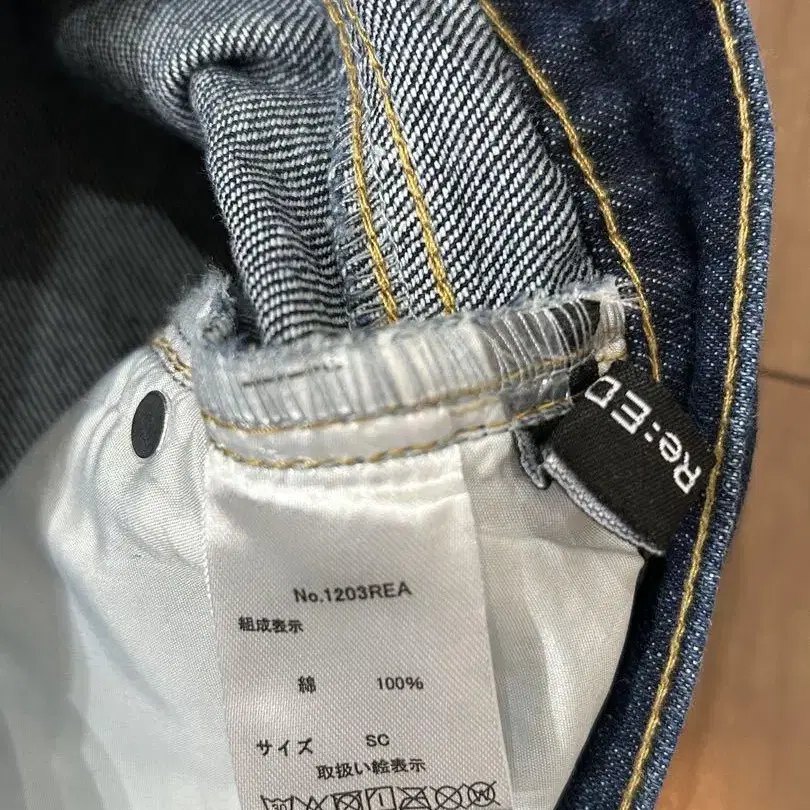 Re:ED
No.1203REA
組成表示
綿 100%
サイズ SC
取扱い絵表示